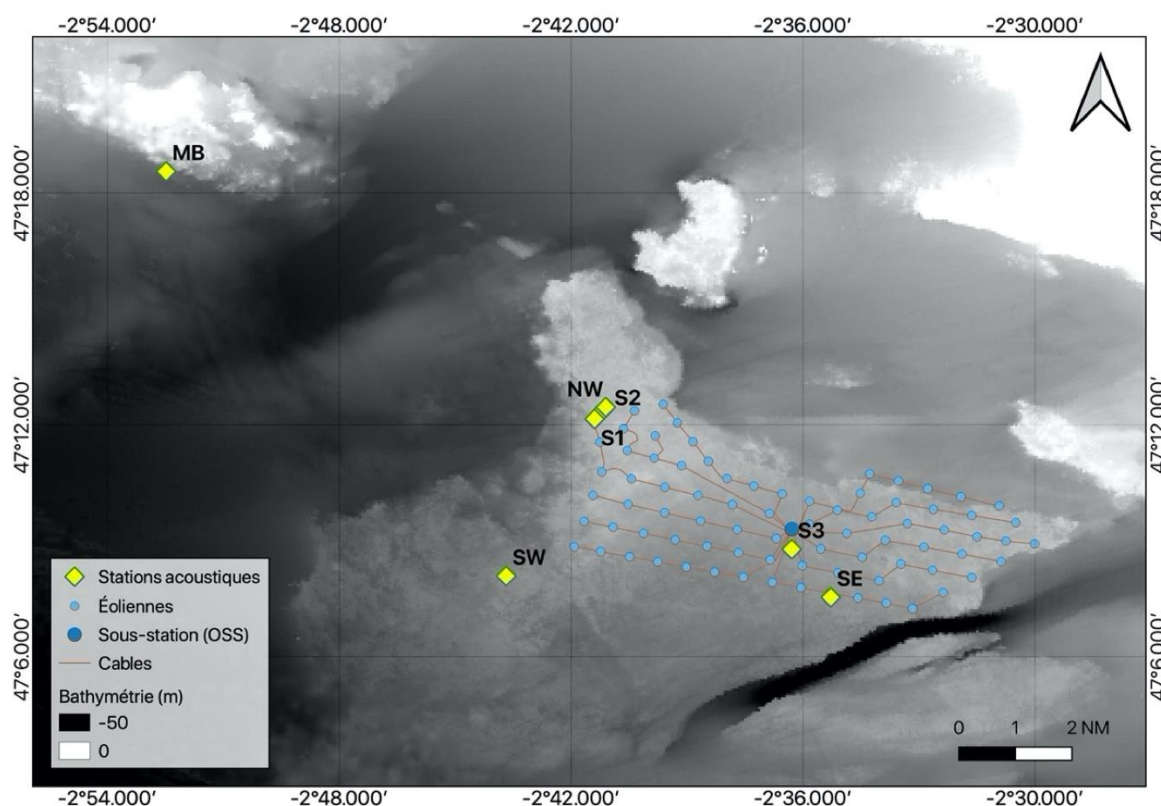 -2°54.000' -2°48.000' -2°42.000' -2°36.000' -2°30.000'
MB
47°18.000' 47°18.000'
NW S2
47°12.000' 47°12.000'
S1
S3
SW SE
Stations acoustiques
Éoliennes
Sous-station (OSS)
Cables
Bathymétrie (m)
-50
0
47°6.000' 47°6.000'
0 1 2 NM
-2°54.000' -2°48.000' -2°42.000' -2°36.000' -2°30.000'